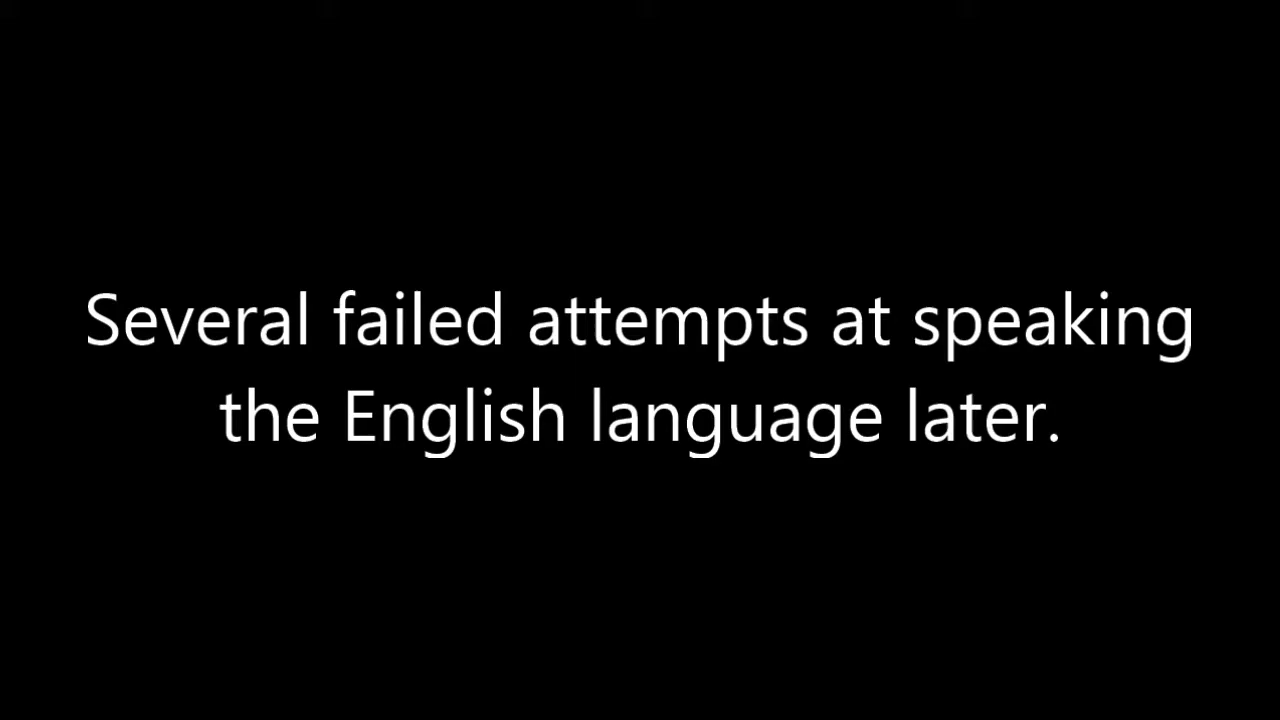 Several failed attempts at speaking
the English language later.